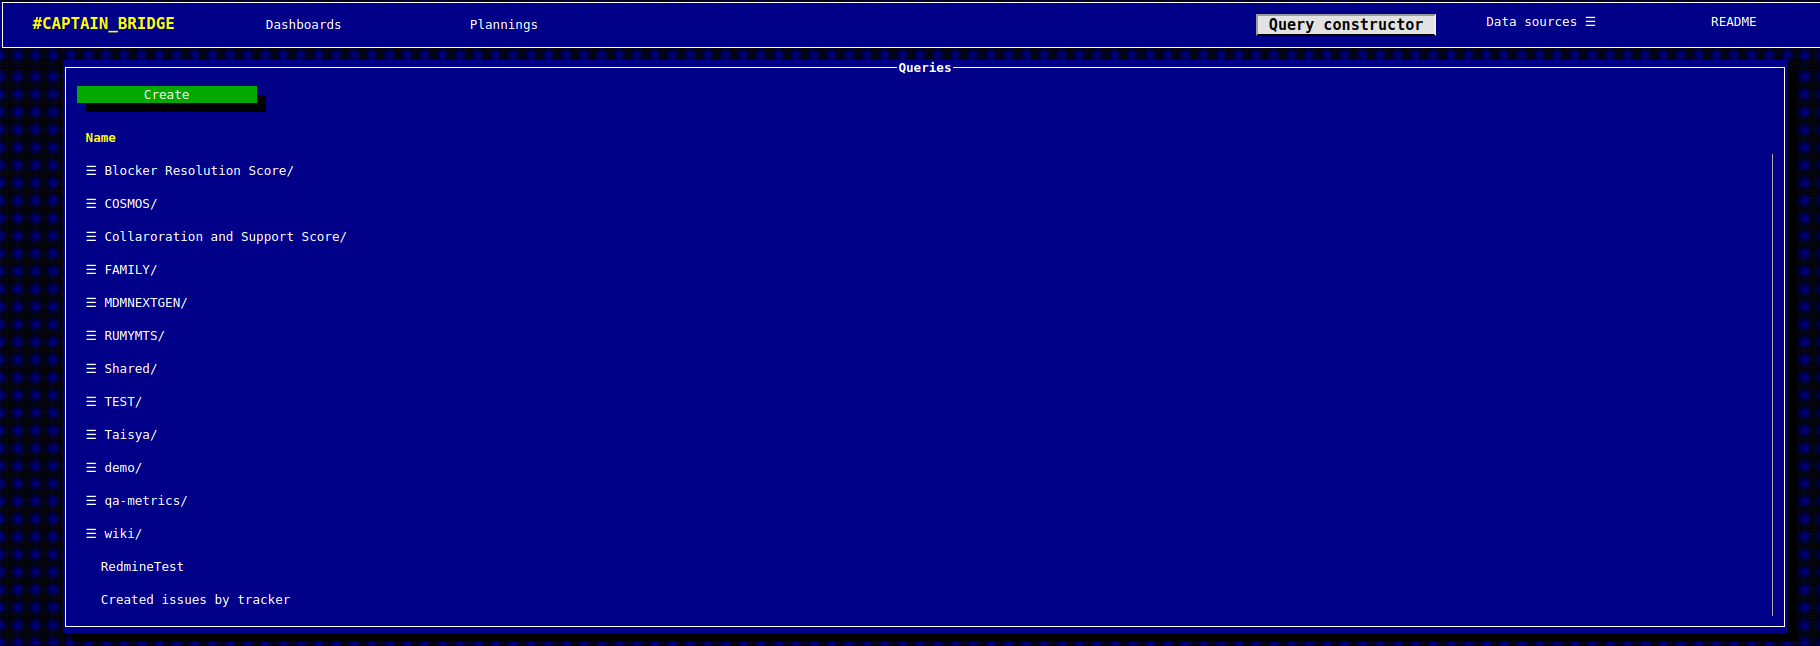 #CAPTAIN_BRIDGE Dashboards Plannings Query constructor Data sources ☰ README
Queries
Create
Name
☰ Blocker Resolution Score/
☰ COSMOS/
☰ Collaroration and Support Score/
☰ FAMILY/
☰ MDMNEXTGEN/
☰ RUMYMTS/
☰ Shared/
☰ TEST/
☰ Taisya/
☰ demo/
☰ qa-metrics/
☰ wiki/
RedmineTest
Created issues by tracker